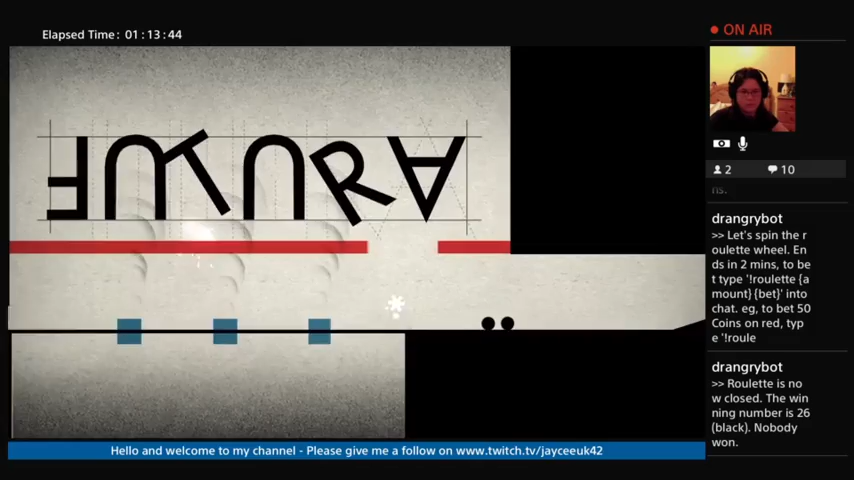 Elapsed Time: 01:13:44
ON AIR
FUTURA
2
10
ns.
drangrybot
>> Let's spin the r
oulette wheel. En
ds in 2 mins, to be
t type '!roulette {a
mount} {bet}' into
chat. eg, to bet 50
Coins on red, typ
e '!roule
drangrybot
>> Roulette is no
w closed. The win
ning number is 26
(black). Nobody
won.
Hello and welcome to my channel - Please give me a follow on www.twitch.tv/jayceeuk42